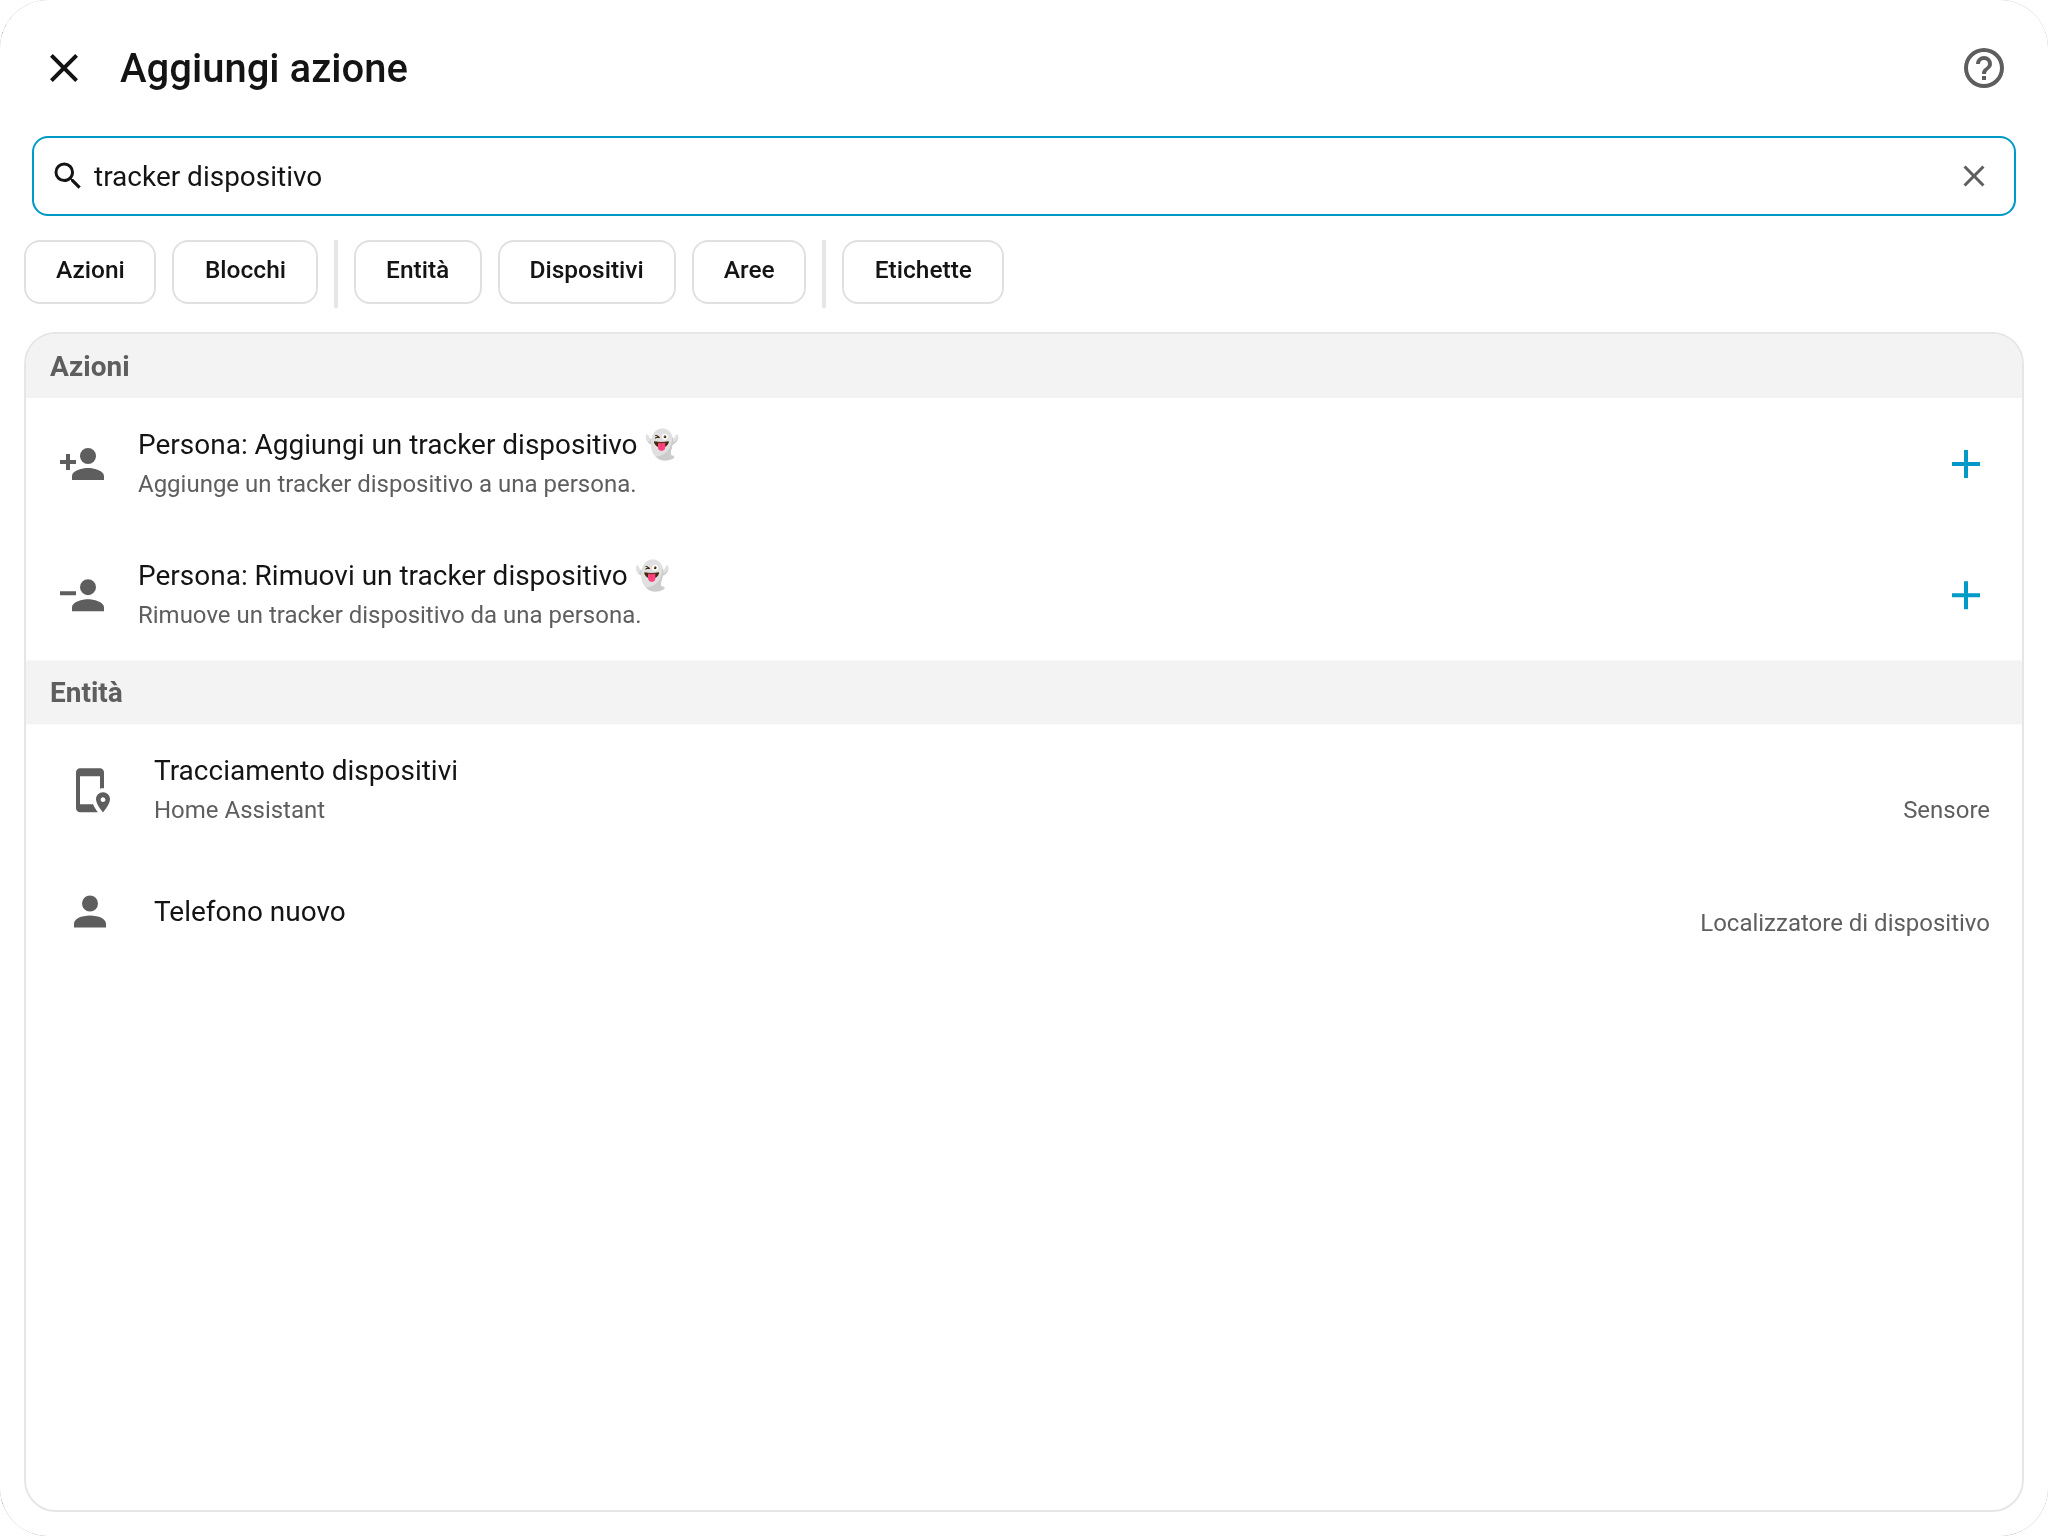 Aggiungi azione
tracker dispositivo
Azioni
Blocchi
Entità
Dispositivi
Aree
Etichette
Azioni
Persona: Aggiungi un tracker dispositivo 👻
Aggiunge un tracker dispositivo a una persona.
Persona: Rimuovi un tracker dispositivo 👻
Rimuove un tracker dispositivo da una persona.
Entità
Tracciamento dispositivi
Home Assistant
Sensore
Telefono nuovo
Localizzatore di dispositivo